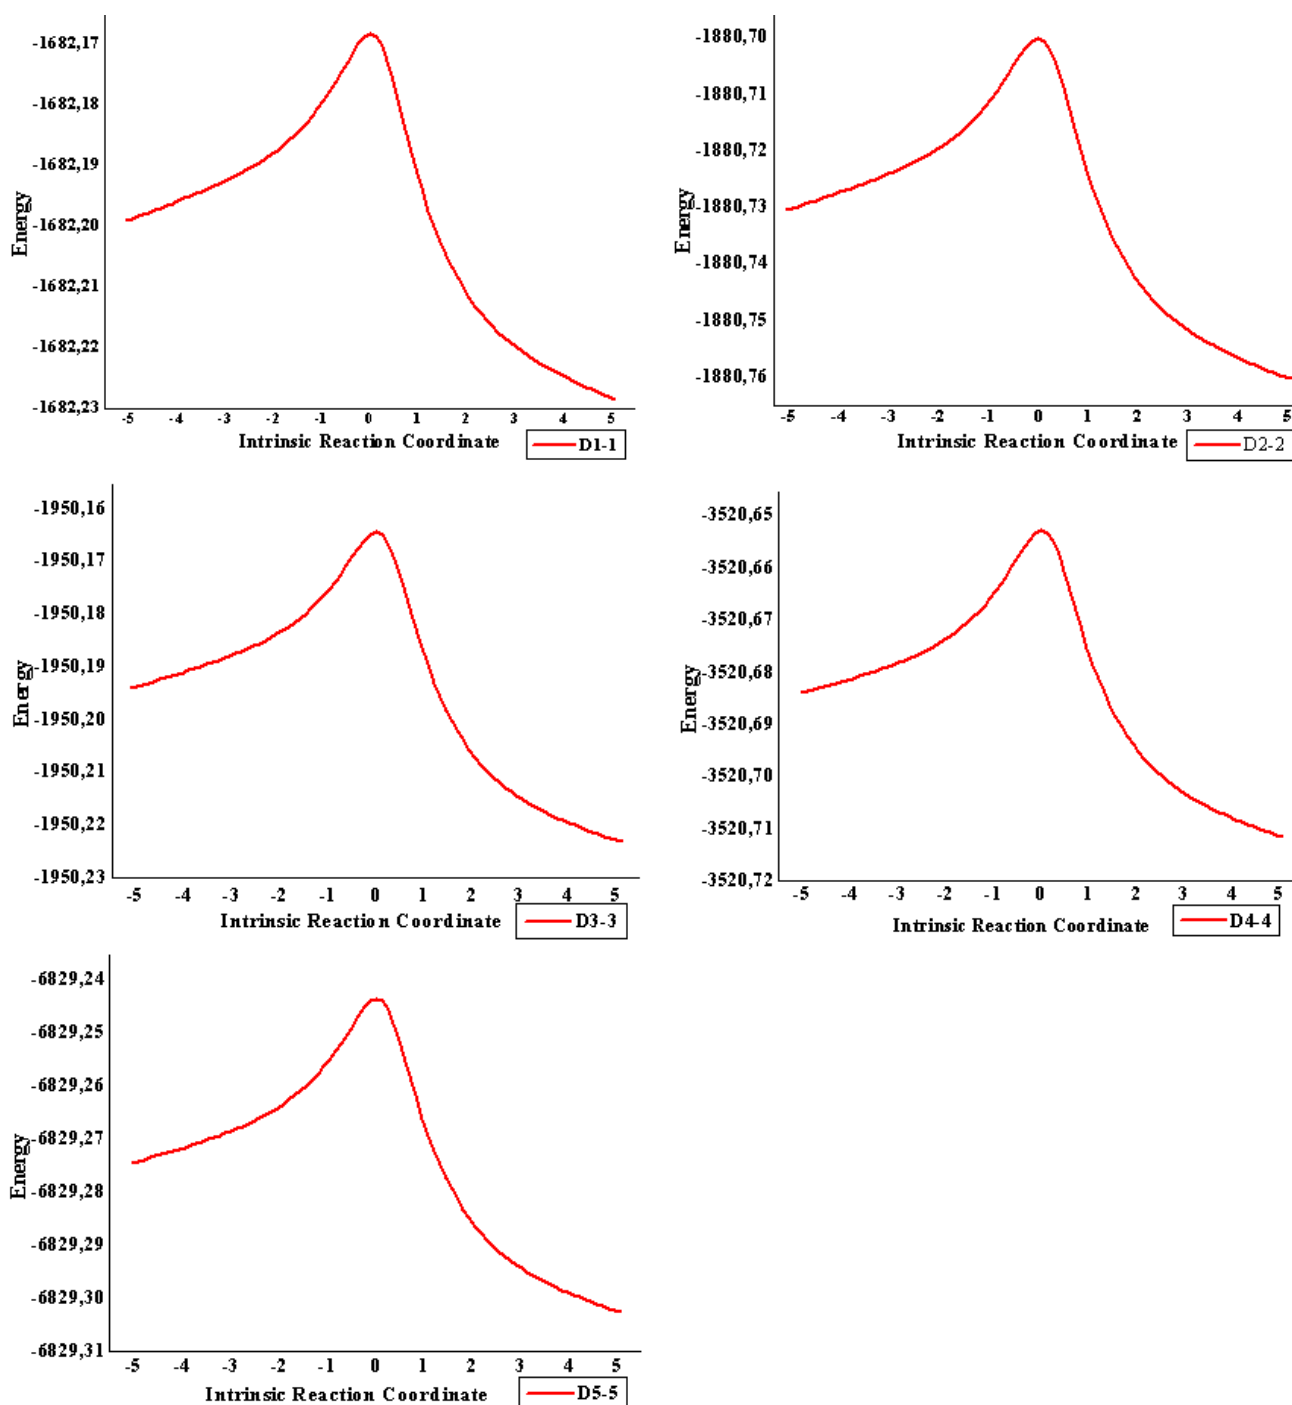 -1682,17
-1682,18
-1682,19
-1682,20
-1682,21
-1682,22
-1682,23
Energy
-5 -4 -3 -2 -1 0 1 2 3 4 5
Intrinsic Reaction Coordinate
D1-1
-1880,70
-1880,71
-1880,72
-1880,73
-1880,74
-1880,75
-1880,76
Energy
-5 -4 -3 -2 -1 0 1 2 3 4 5
Intrinsic Reaction Coordinate
D2-2
-1950,16
-1950,17
-1950,18
-1950,19
-1950,20
-1950,21
-1950,22
-1950,23
Energy
-5 -4 -3 -2 -1 0 1 2 3 4 5
Intrinsic Reaction Coordinate
D3-3
-3520,65
-3520,66
-3520,67
-3520,68
-3520,69
-3520,70
-3520,71
-3520,72
Energy
-5 -4 -3 -2 -1 0 1 2 3 4 5
Intrinsic Reaction Coordinate
D4-4
-6829,24
-6829,25
-6829,26
-6829,27
-6829,28
-6829,29
-6829,30
-6829,31
Energy
-5 -4 -3 -2 -1 0 1 2 3 4 5
Intrinsic Reaction Coordinate
D5-5